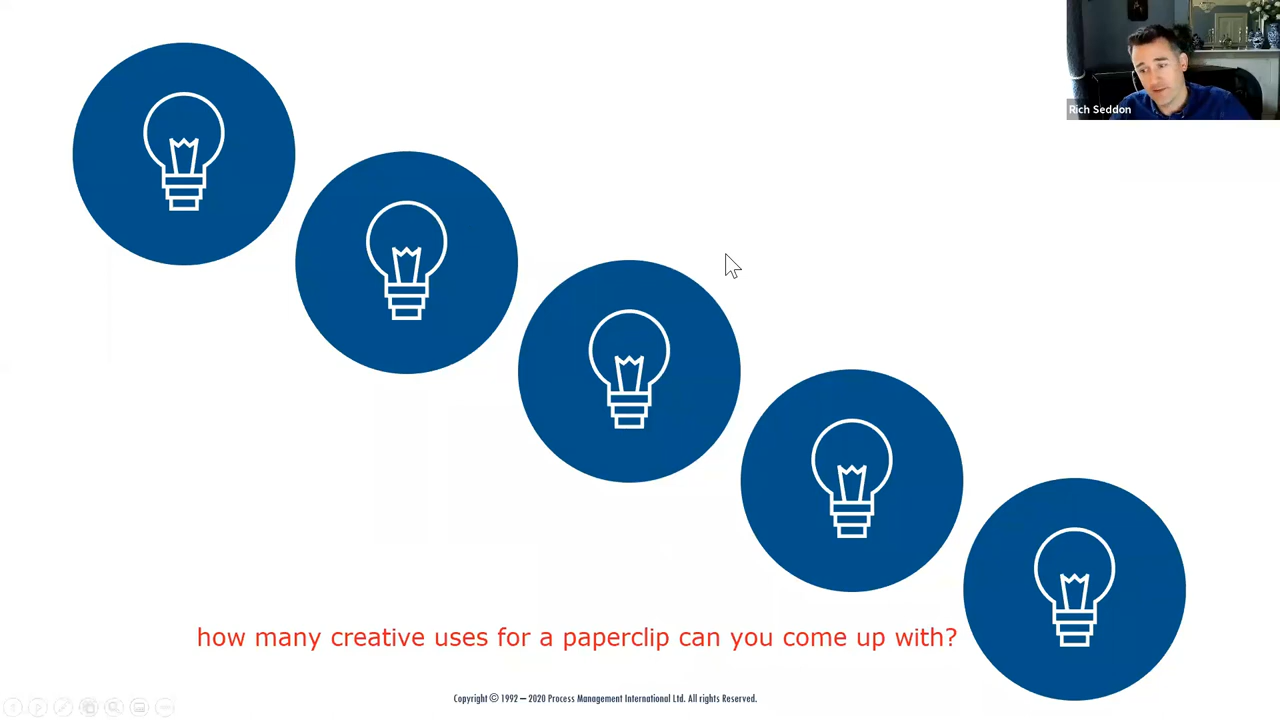 Rich Seddon
how many creative uses for a paperclip can you come up with?
Copyright © 1992 – 2020 Process Management International Ltd. All rights Reserved.